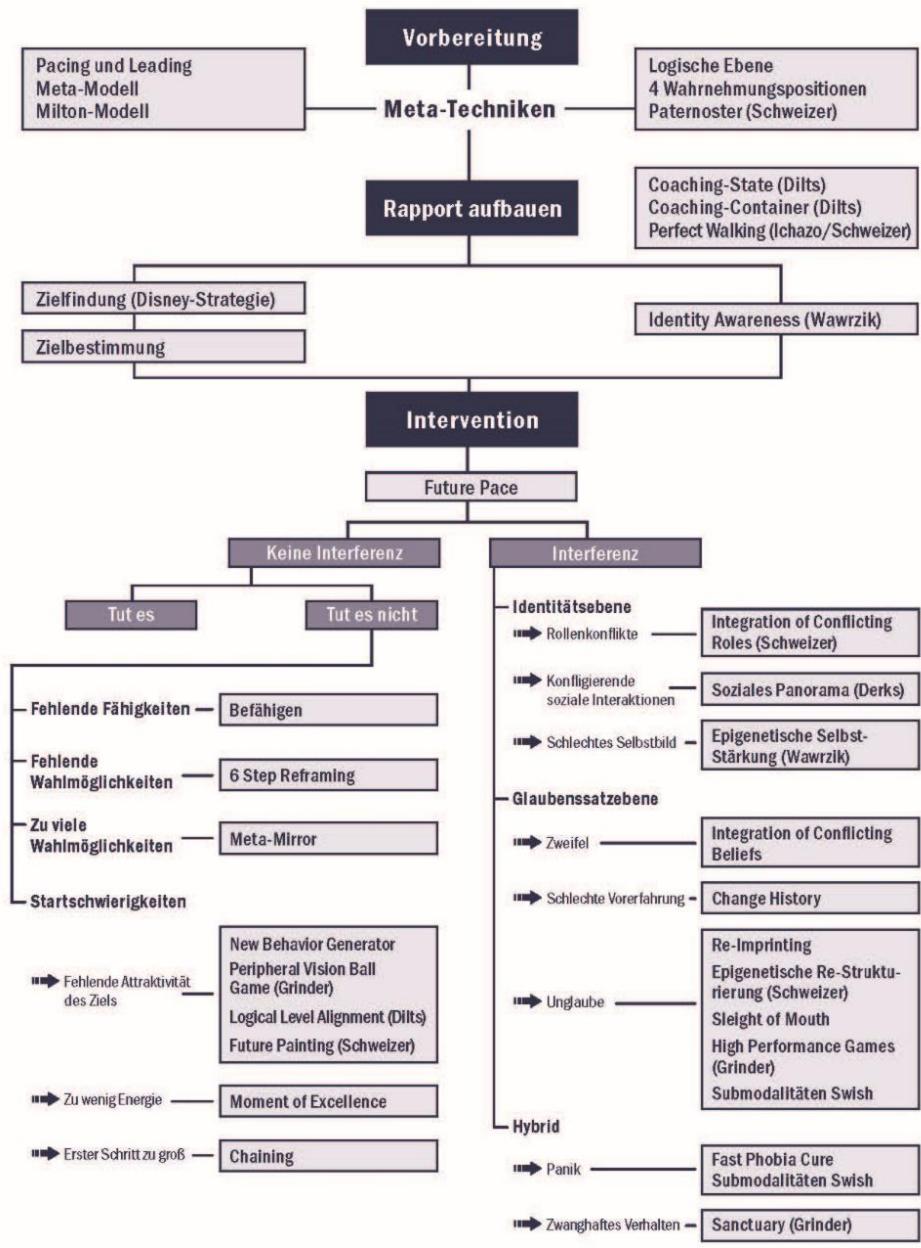 Vorbereitung
Pacing und Leading
Meta-Modell
Milton-Modell
Meta-Techniken
Logische Ebene
4 Wahrnehmungspositionen
Paternoster (Schweizer)
Rapport aufbauen
Coaching-State (Dilts)
Coaching-Container (Dilts)
Perfect Walking (Ichazo/Schweizer)
Zielfindung (Disney-Strategie)
Zielbestimmung
Identity Awareness (Wawrzik)
Intervention
Future Pace
Keine Interferenz
Tut es
Tut es nicht
Fehlende Fähigkeiten
Befähigen
Fehlende
Wahlmöglichkeiten
6 Step Reframing
Zu viele
Wahlmöglichkeiten
Meta-Mirror
Startschwierigkeiten
Fehlende Attraktivität
des Ziels
New Behavior Generator
Peripheral Vision Ball
Game (Grinder)
Logical Level Alignment (Dilts)
Future Painting (Schweizer)
Zu wenig Energie
Moment of Excellence
Erster Schritt zu groß
Chaining
Interferenz
Identitätsebene
Rollenkonflikte
Integration of Conflicting
Roles (Schweizer)
Konfligierende
soziale Interaktionen
Soziales Panorama (Derks)
Schlechtes Selbstbild
Epigenetische Selbst-
Stärkung (Wawrzik)
Glaubenssatzebene
Zweifel
Integration of Conflicting
Beliefs
Schlechte Vorerfahrung
Change History
Unglaube
Re-Imprinting
Epigenetische Re-Struktu-
rierung (Schweizer)
Sleight of Mouth
High Performance Games
(Grinder)
Submodalitäten Swish
Hybrid
Panik
Fast Phobia Cure
Submodalitäten Swish
Zwanghaftes Verhalten
Sanctuary (Grinder)